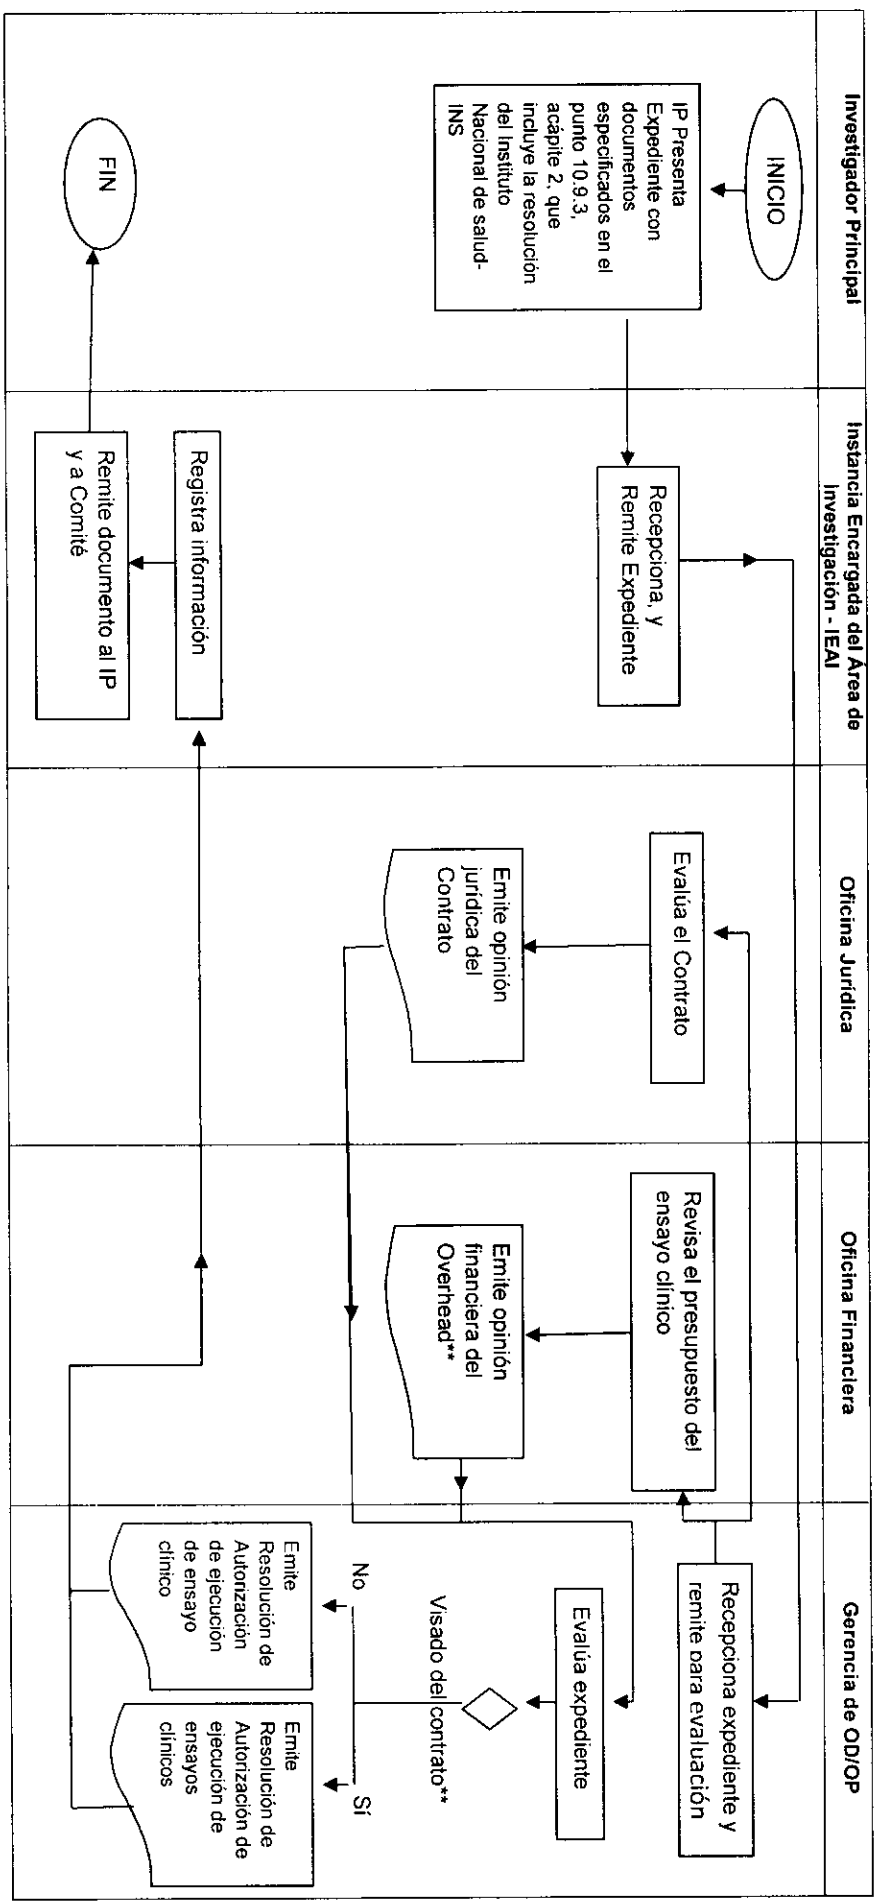 Investigador Principal
Instancia Encargada del Área de
Investigación - IEAI
Oficina Jurídica
Oficina Financiera
Gerencia de OD/OP
INICIO
IP Presenta
Expediente con
documentos
especificados en el
punto 10.9.3,
acápite 2, que
incluye la resolución
del Instituto
Nacional de salud-
INS
Recepciona, y
Remite Expediente
Recepciona expediente y
remite para evaluación
Evalúa el Contrato
Emite opinión
jurídica del
Contrato
Revisa el presupuesto del
ensayo clínico
Emite opinión
financiera del
Overhead**
Evalúa expediente
Visado del contrato**
No
Sí
Emite
Resolución de
Autorización
de ejecución
de ensayo
clínico
Emite
Resolución de
Autorización de
ejecución de
ensayos
clínicos
Registra información
Remite documento al IP
y a Comité
FIN